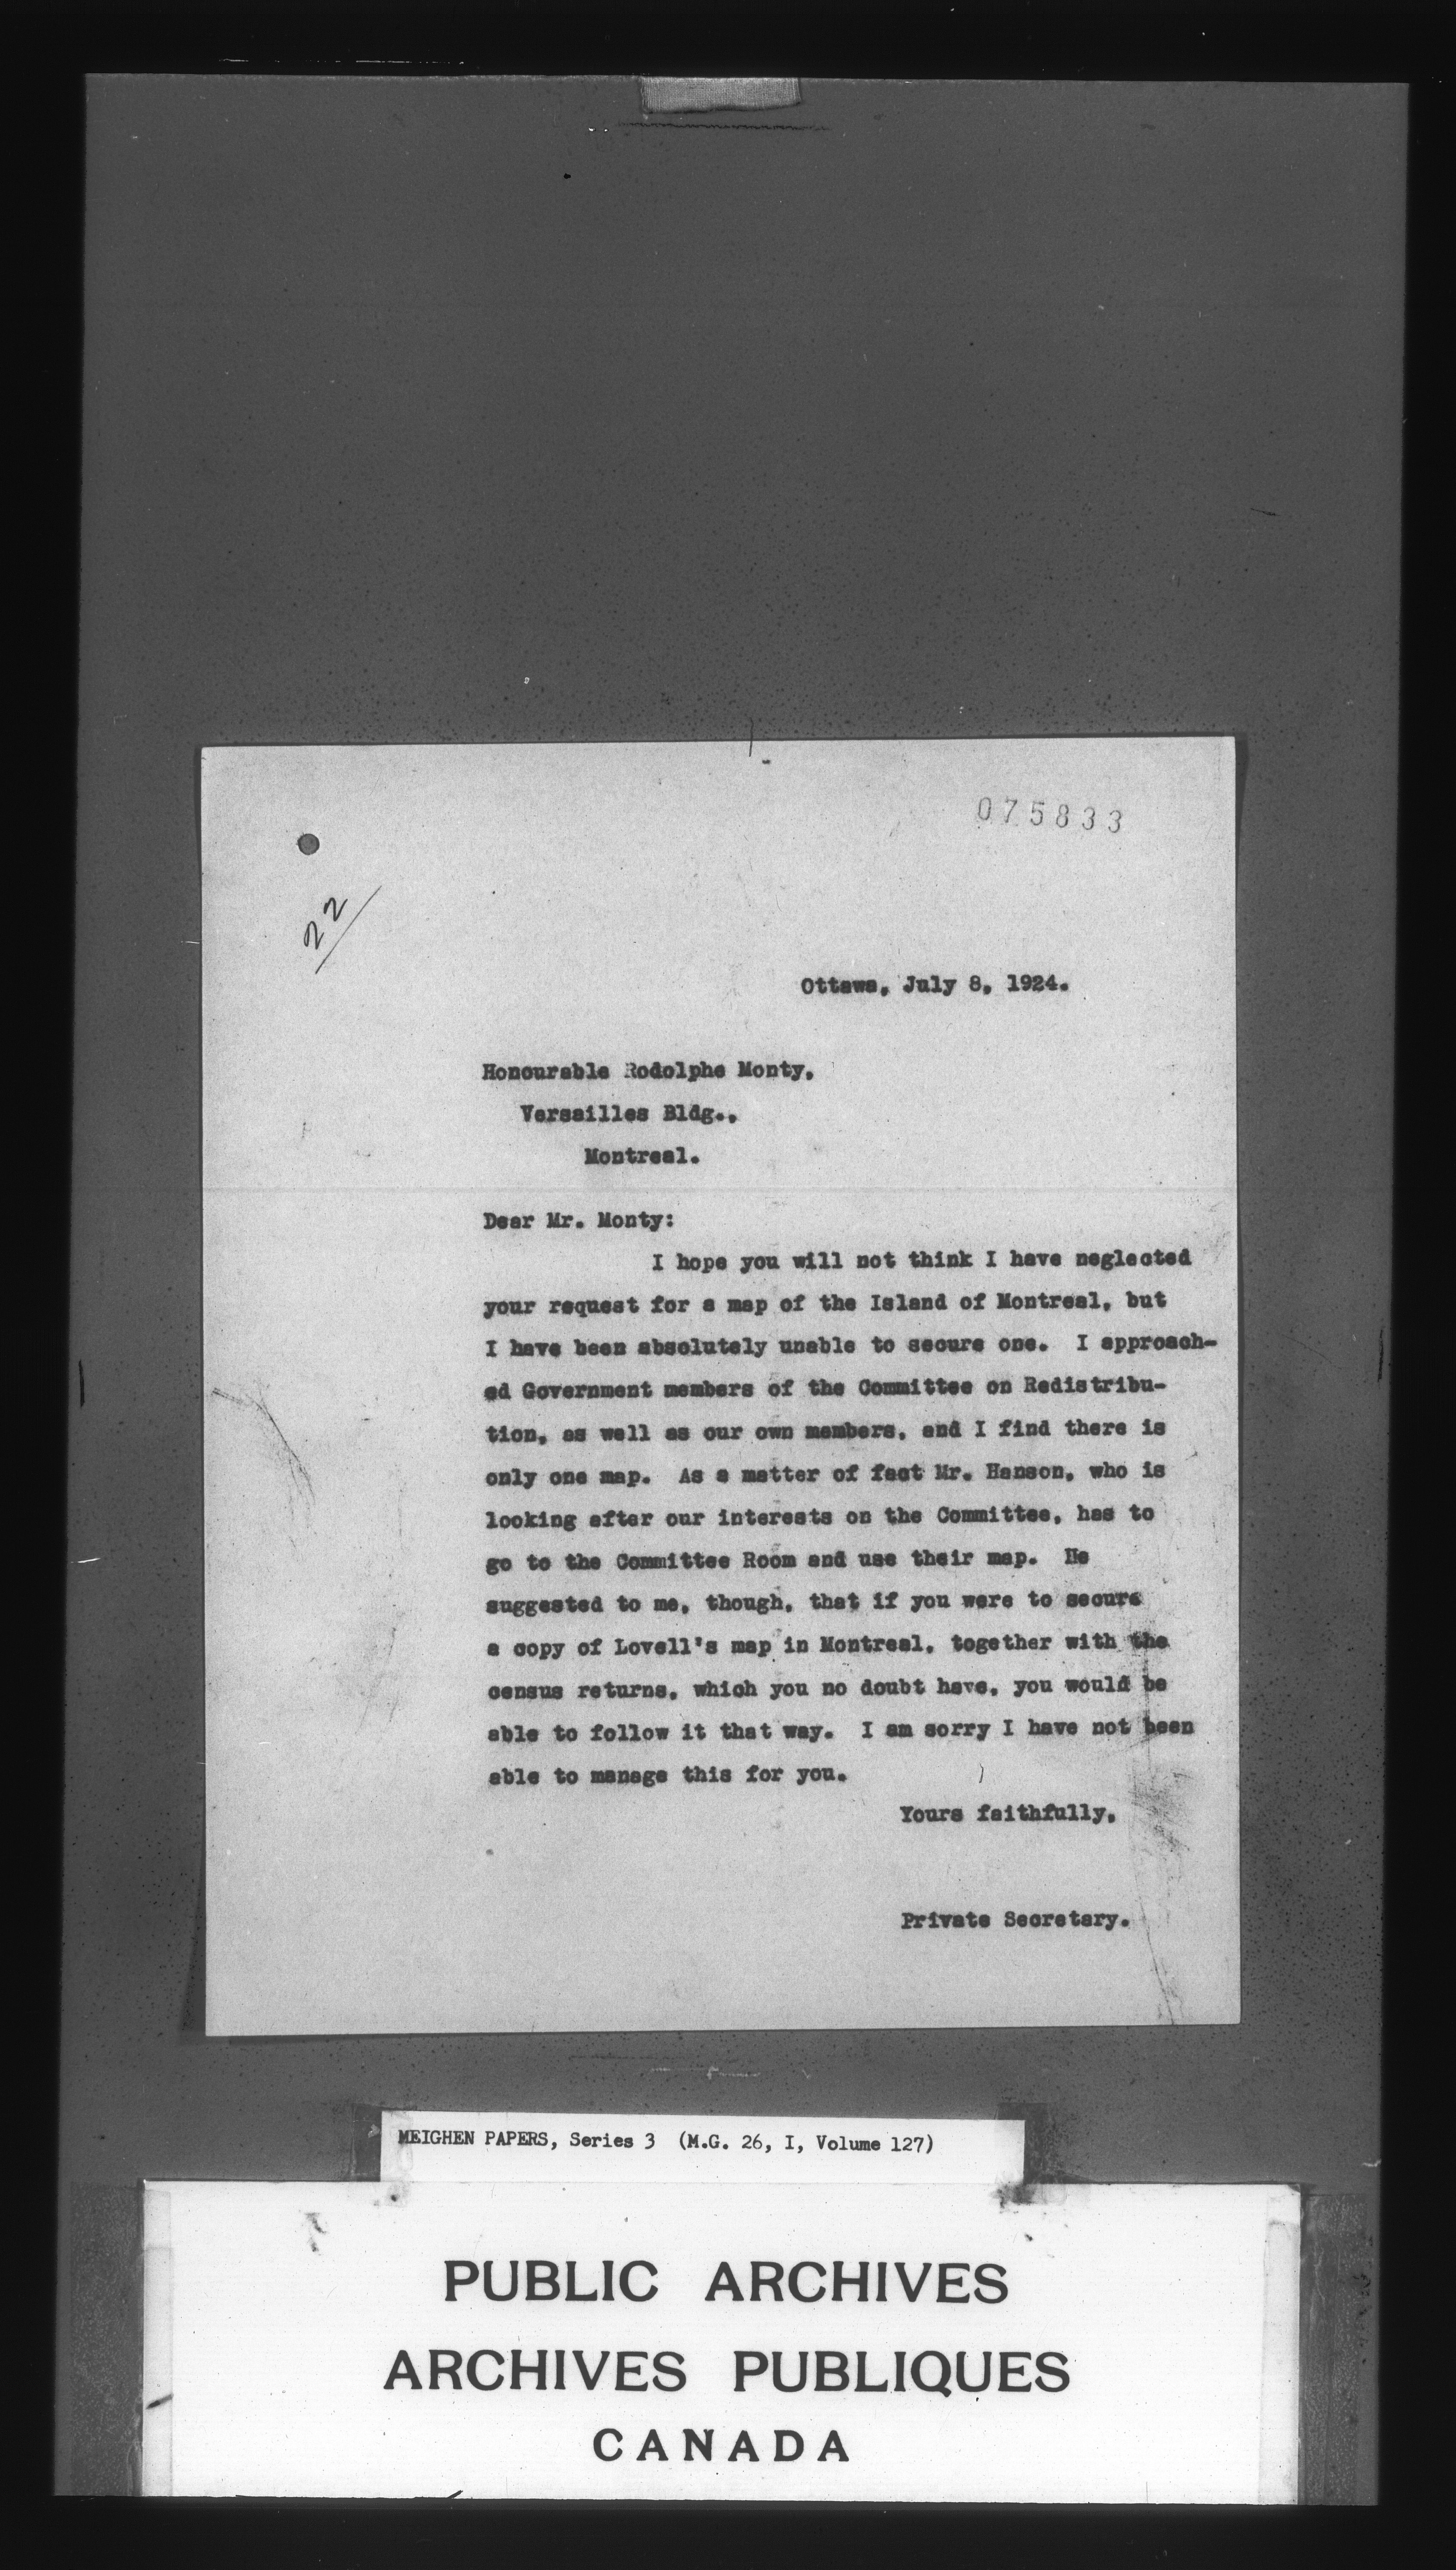 075833
22
Ottawa, July 8, 1924.
Honourable Rodolphe Monty,
Versailles Bldg.,
Montreal.
Dear Mr. Monty:
I hope you will not think I have neglected
your request for a map of the Island of Montreal, but
I have been absolutely unable to secure one. I approach-
ed Government members of the Committee on Redistribu-
tion, as well as our own members, and I find there is
only one map. As a matter of fact Mr. Hanson, who is
looking after our interests on the Committee, has to
go to the Committee Room and use their map. He
suggested to me, though, that if you were to secure
a copy of Lovell's map in Montreal, together with the
census returns, which you no doubt have, you would be
able to follow it that way. I am sorry I have not been
able to manage this for you.
Yours faithfully,
Private Secretary.
MEIGHEN PAPERS, Series 3 (M.G. 26, I, Volume 127)
PUBLIC ARCHIVES
ARCHIVES PUBLIQUES
CANADA